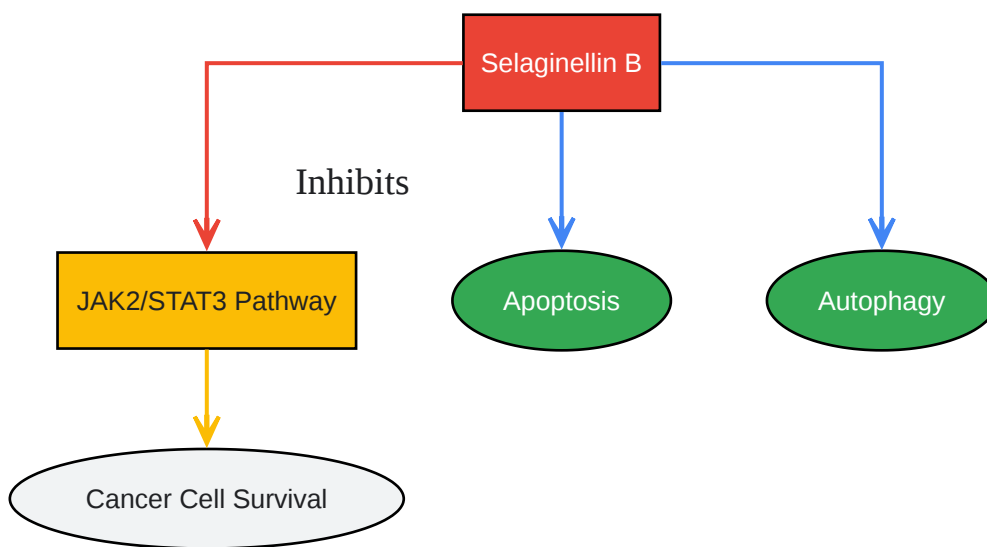 Selaginellin B
Inhibits
JAK2/STAT3 Pathway
Apoptosis
Autophagy
Cancer Cell Survival